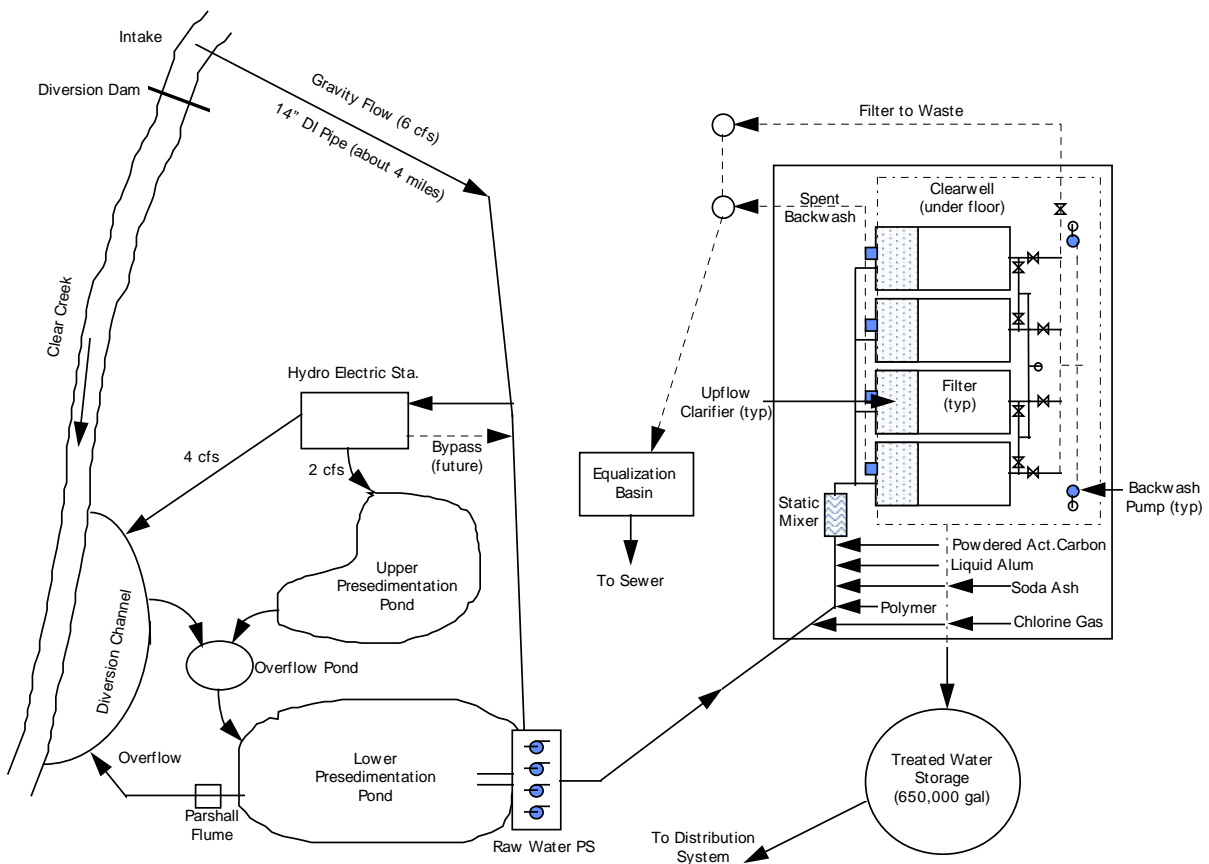 Intake
Diversion Dam
Gravity Flow (6 cfs)
14" DI Pipe (about 4 miles)
Clear Creek
Hydro Electric Sta.
4 cfs
2 cfs
Bypass
(future)
Upper
Presedimentation
Pond
Diversion Channel
Overflow Pond
Overflow
Parshall
Flume
Lower
Presedimentation
Pond
Raw Water PS
Filter to Waste
Spent
Backwash
Clearwell
(under floor)
Upflow
Clarifier (typ)
Filter
(typ)
Equalization
Basin
To Sewer
Static
Mixer
Backwash
Pump (typ)
Powdered Act.Carbon
Liquid Alum
Soda Ash
Polymer
Chlorine Gas
Treated Water
Storage
(650,000 gal)
To Distribution
System